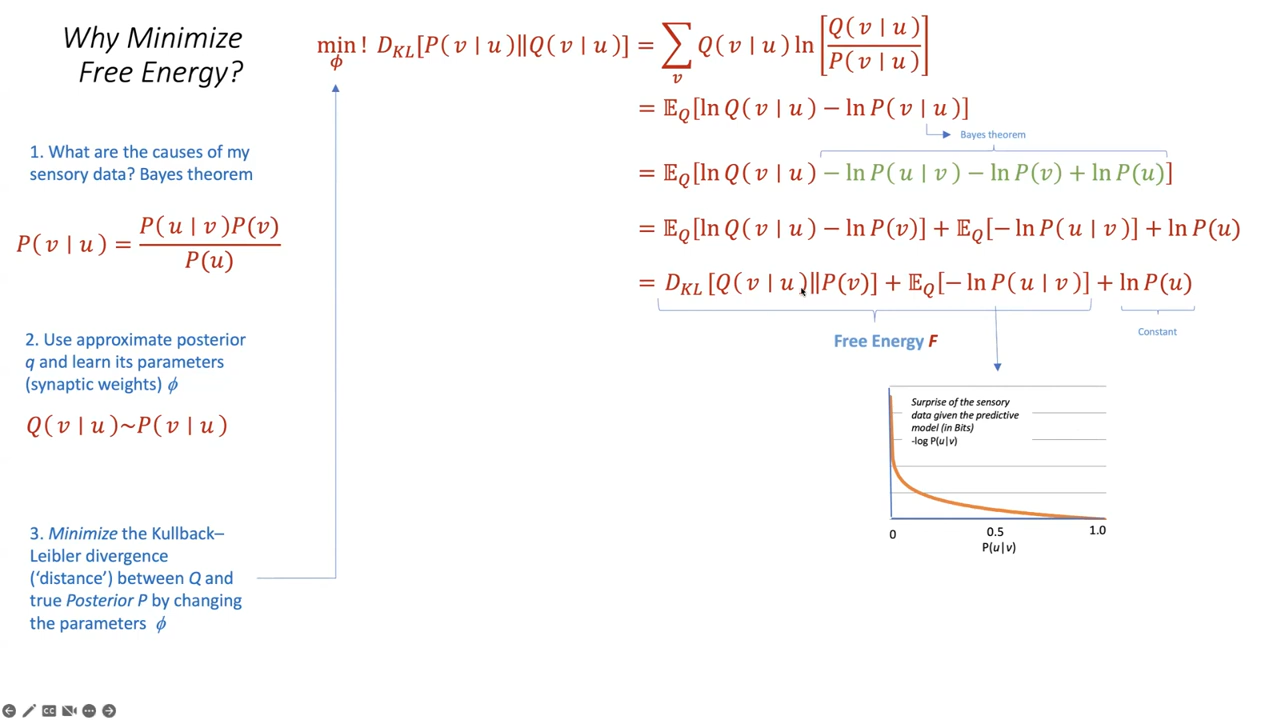 Why Minimize
Free Energy?
1. What are the causes of my
sensory data? Bayes theorem
P(v | u) = P(u | v)P(v) / P(u)
2. Use approximate posterior
q and learn its parameters
(synaptic weights) ϕ
Q(v | u)~P(v | u)
3. Minimize the Kullback–
Leibler divergence
(‘distance’) between Q and
true Posterior P by changing
the parameters ϕ
min ϕ ! D_KL[P(v | u)‖Q(v | u)] = ∑_v Q(v | u) ln [Q(v | u) / P(v | u)]
= 𝔼_Q[ln Q(v | u) − ln P(v | u)]
Bayes theorem
= 𝔼_Q[ln Q(v | u) − ln P(u | v) − ln P(v) + ln P(u)]
= 𝔼_Q[ln Q(v | u) − ln P(v)] + 𝔼_Q[− ln P(u | v)] + ln P(u)
= D_KL[Q(v | u)‖P(v)] + 𝔼_Q[− ln P(u | v)] + ln P(u)
Free Energy F
Constant
Surprise of the sensory
data given the predictive
model (in Bits)
-log P(u|v)
0 0.5 1.0
P(u|v)
CC